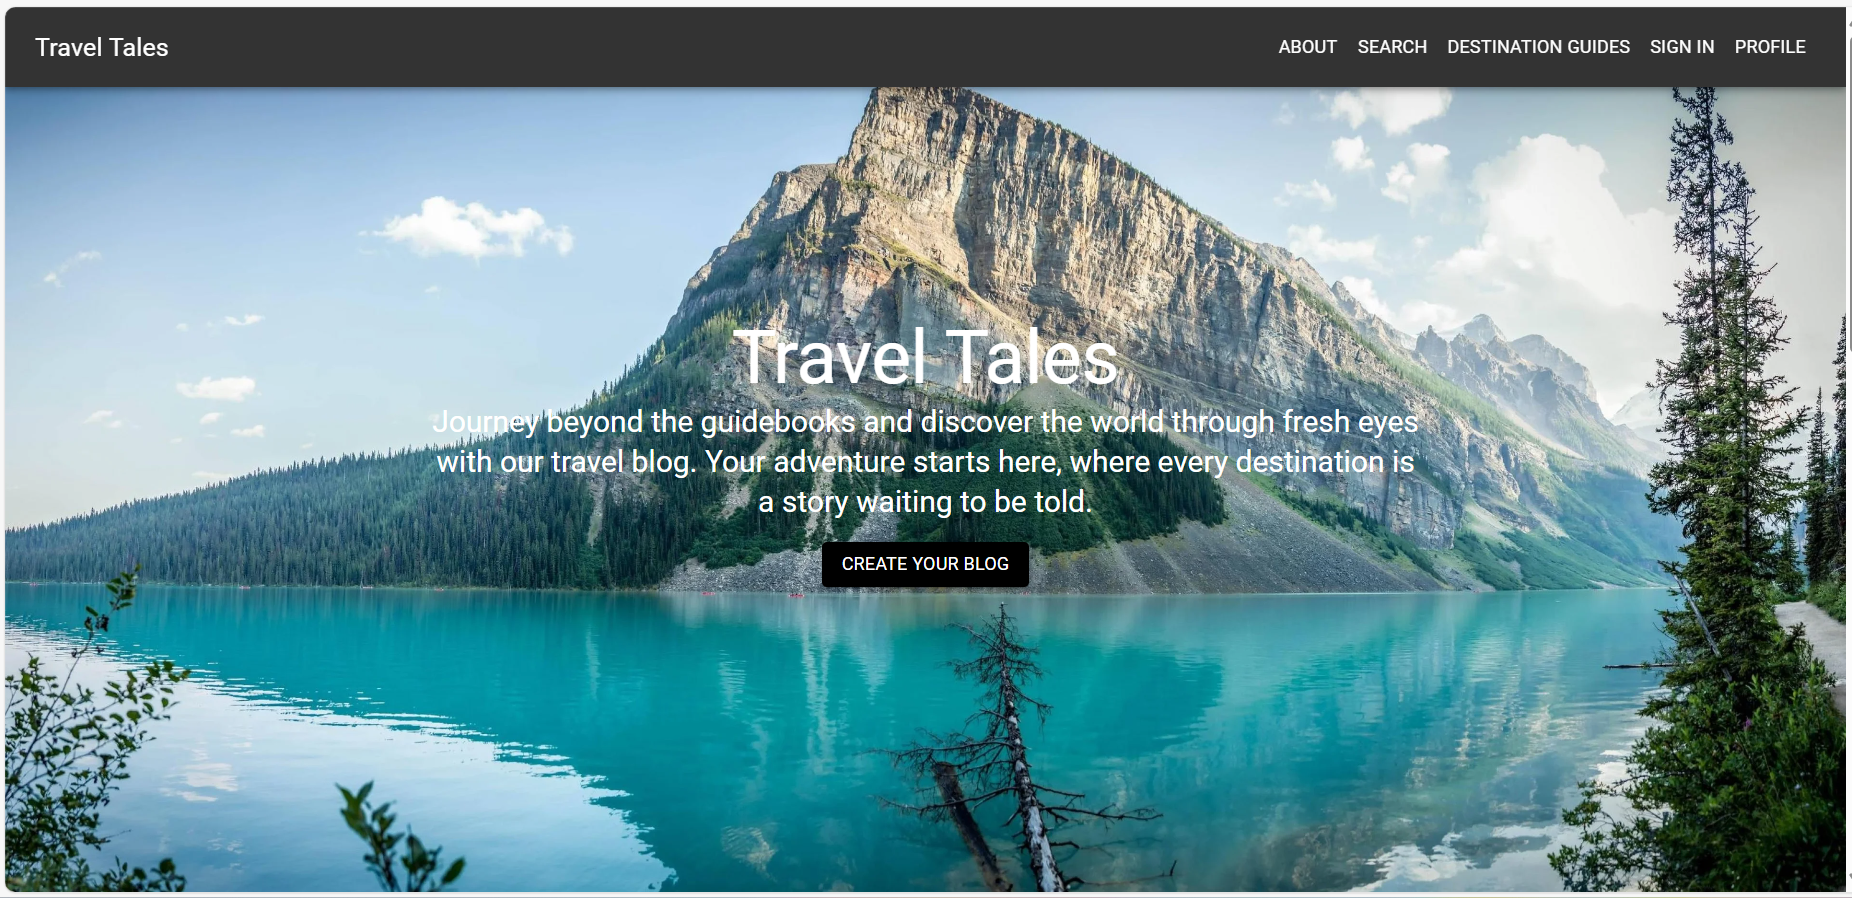 Travel Tales
ABOUT SEARCH DESTINATION GUIDES SIGN IN PROFILE
Travel Tales
Journey beyond the guidebooks and discover the world through fresh eyes
with our travel blog. Your adventure starts here, where every destination is
a story waiting to be told.
CREATE YOUR BLOG